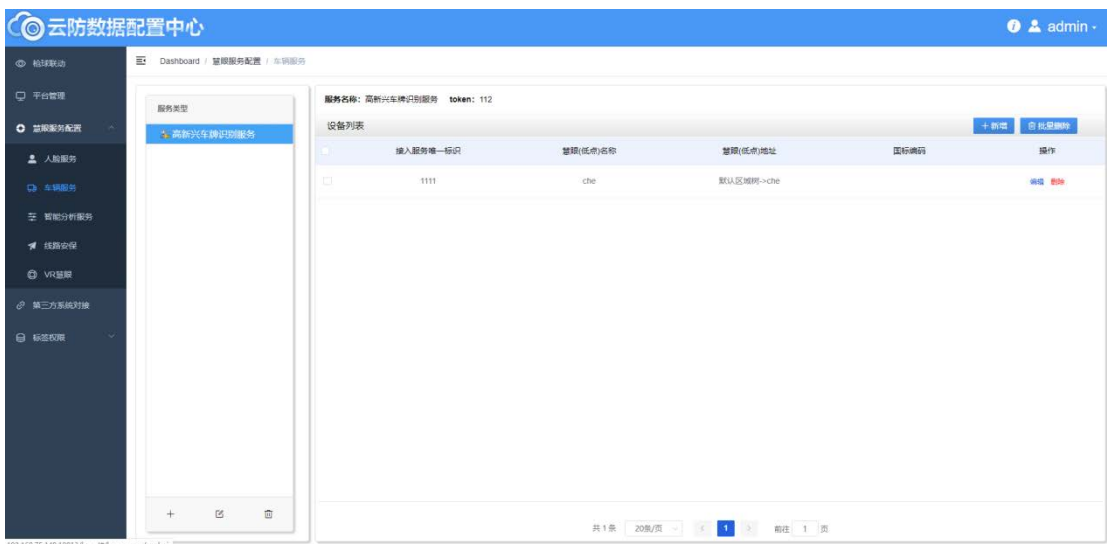 云防数据配置中心
admin
枪球联动
Dashboard / 慧眼服务配置 / 车辆服务
平台管理
慧眼服务配置
人脸服务
车辆服务
智能分析服务
线路安保
VR慧眼
第三方系统对接
标签权限
服务类型
高新兴车牌识别服务
服务名称：高新兴车牌识别服务 token：112
设备列表
+ 新增 批量删除
接入服务唯一标识 慧眼(低点)名称 慧眼(低点)地址 国标编码 操作
1111 che 默认区域树->che 编辑 删除
共 1 条 20条/页 < 1 > 前往 1 页